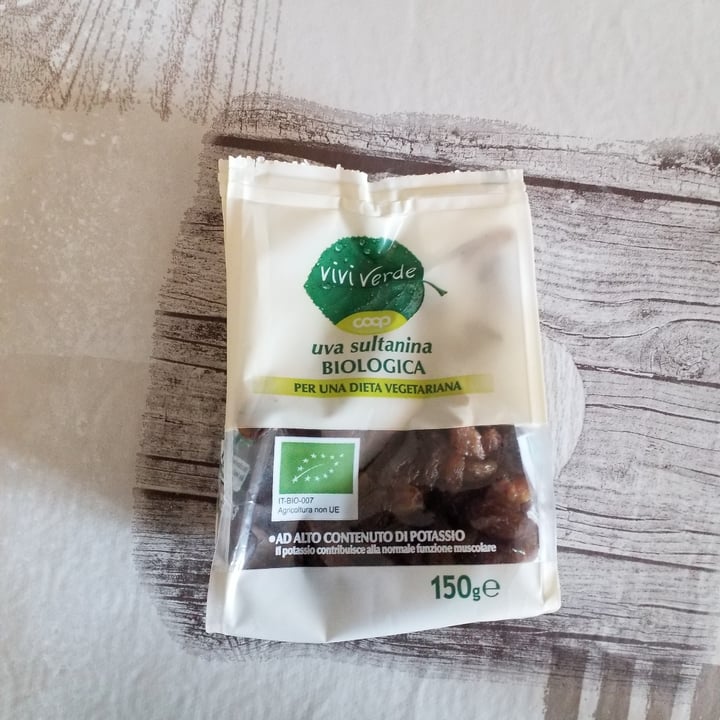 vivi verde
coop
uva sultanina
BIOLOGICA
PER UNA DIETA VEGETARIANA
IT-BIO-007
Agricoltura non UE
•AD ALTO CONTENUTO DI POTASSIO
Il potassio contribuisce alla normale funzione muscolare
150g℮